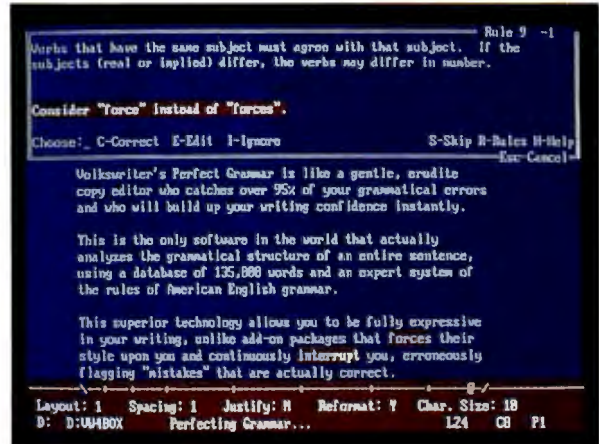 Rule 9 -1
Verbs that have the same subject must agree with that subject. If the
subjects (real or implied) differ, the verbs may differ in number.
Consider "force" instead of "forces".
Choose:_ C-Correct E-Edit I-Ignore S-Skip R-Rules H-Help
Esc-Cancel
Volkswriter's Perfect Grammar is like a gentle, erudite
copy editor who catches over 95% of your grammatical errors
and who will build up your writing confidence instantly.
This is the only software in the world that actually
analyzes the grammatical structure of an entire sentence,
using a database of 135,000 words and an expert system of
the rules of American English grammar.
This superior technology allows you to be fully expressive
in your writing, unlike add-on packages that forces their
style upon you and continuously interrupt you, erroneously
flagging "mistakes" that are actually correct.
Layout: 1 Spacing: 1 Justify: N Reformat: Y Char. Size: 10
D: D:VW4BOX Perfecting Grammar... L24 C8 P1